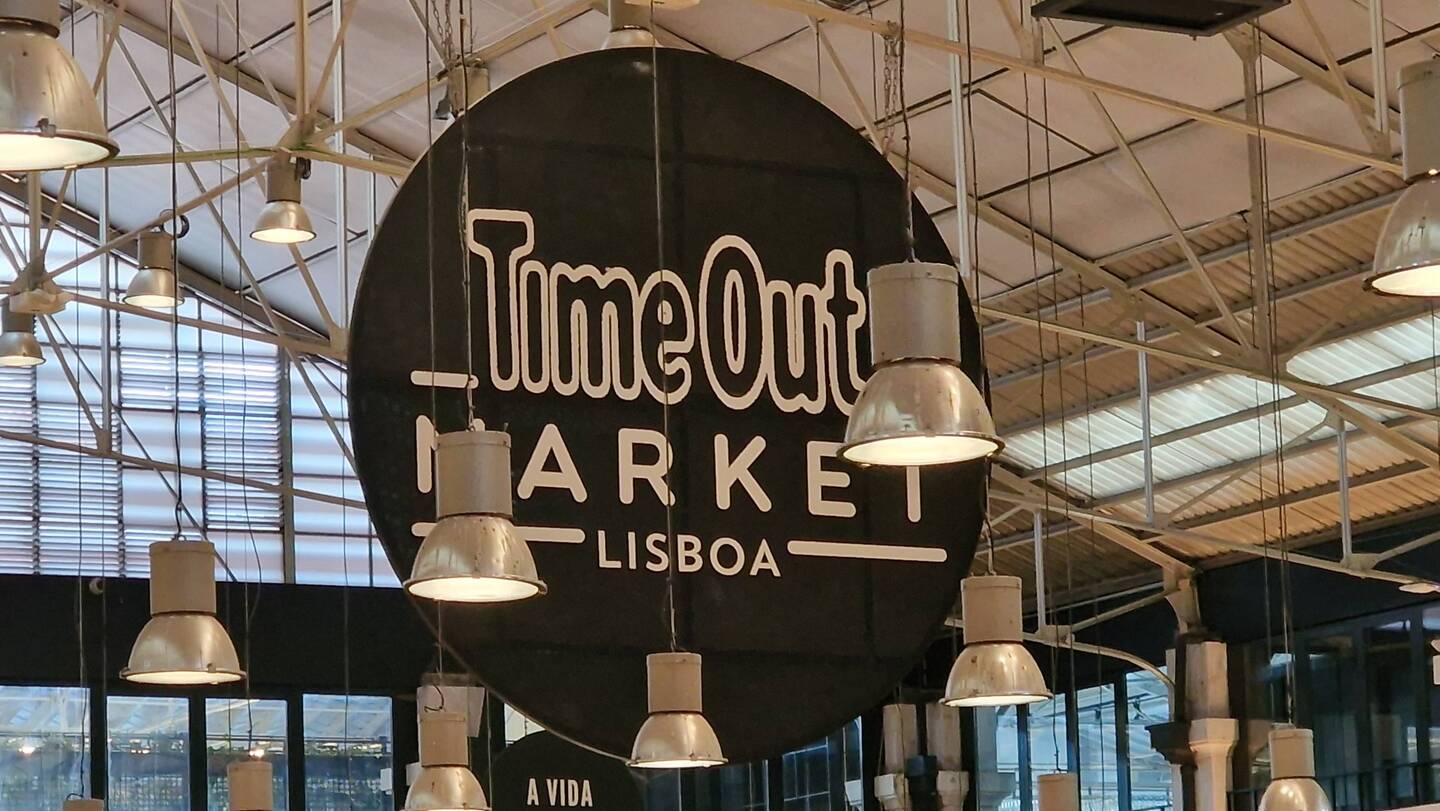 Time Out
MARKET
LISBOA
A VIDA